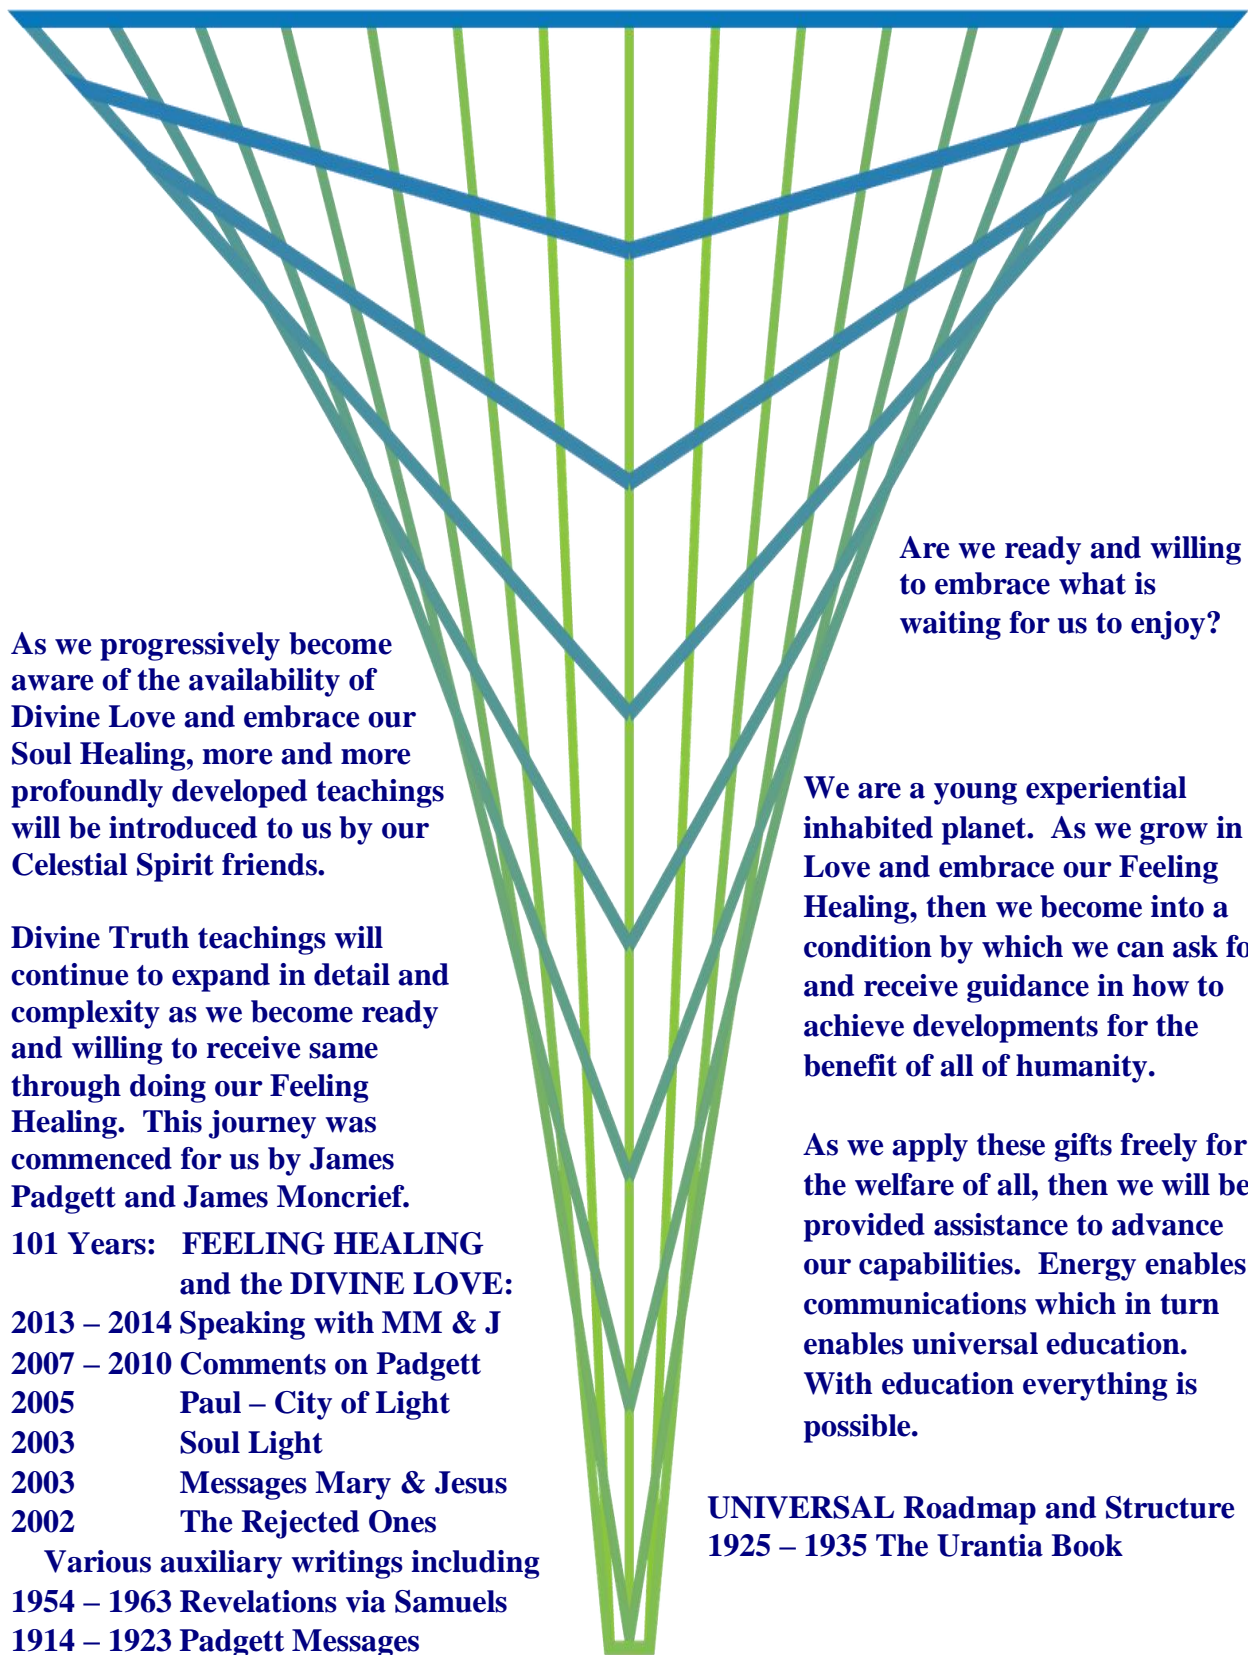 Are we ready and willing
to embrace what is
waiting for us to enjoy?
As we progressively become
aware of the availability of
Divine Love and embrace our
Soul Healing, more and more
profoundly developed teachings
will be introduced to us by our
Celestial Spirit friends.
Divine Truth teachings will
continue to expand in detail and
complexity as we become ready
and willing to receive same
through doing our Feeling
Healing.  This journey was
commenced for us by James
Padgett and James Moncrief.
101 Years:   FEELING HEALING
and the DIVINE LOVE:
2013 – 2014 Speaking with MM & J
2007 – 2010 Comments on Padgett
2005 Paul – City of Light
2003 Soul Light
2003 Messages Mary & Jesus
2002 The Rejected Ones
Various auxiliary writings including
1954 – 1963 Revelations via Samuels
1914 – 1923 Padgett Messages
We are a young experiential
inhabited planet.  As we grow in
Love and embrace our Feeling
Healing, then we become into a
condition by which we can ask fo
and receive guidance in how to
achieve developments for the
benefit of all of humanity.
As we apply these gifts freely for
the welfare of all, then we will be
provided assistance to advance
our capabilities.  Energy enables
communications which in turn
enables universal education.
With education everything is
possible.
UNIVERSAL Roadmap and Structure
1925 – 1935 The Urantia Book